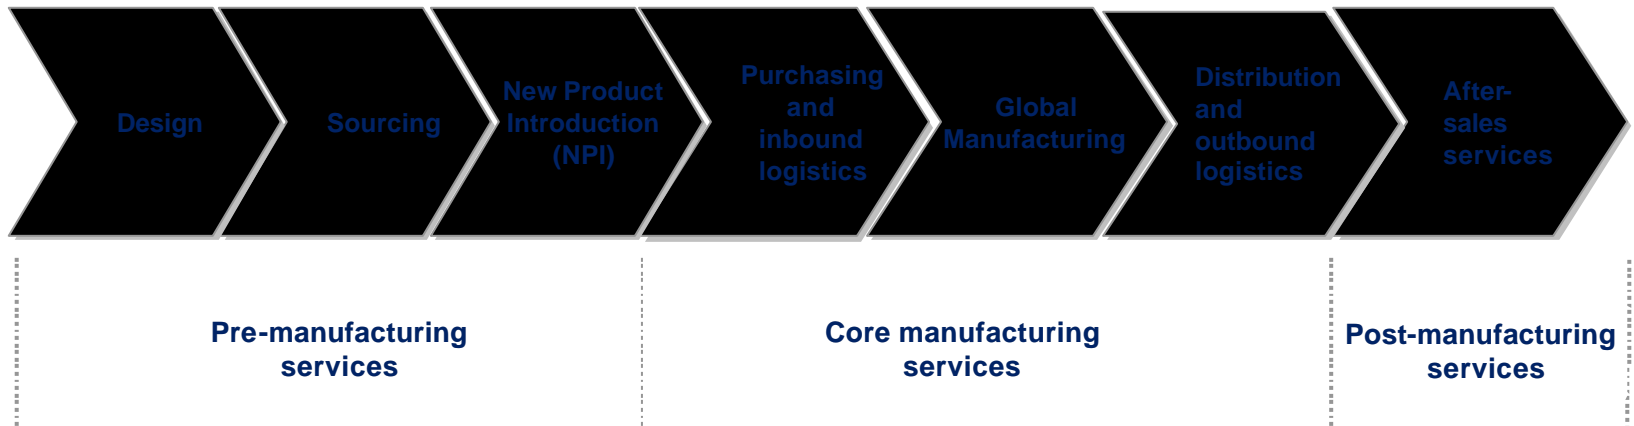 Design
Sourcing
New Product
Introduction
(NPI)
Purchasing
and
inbound
logistics
Global
Manufacturing
Distribution
and
outbound
logistics
After-
sales
services
Pre-manufacturing
services
Core manufacturing
services
Post-manufacturing
services